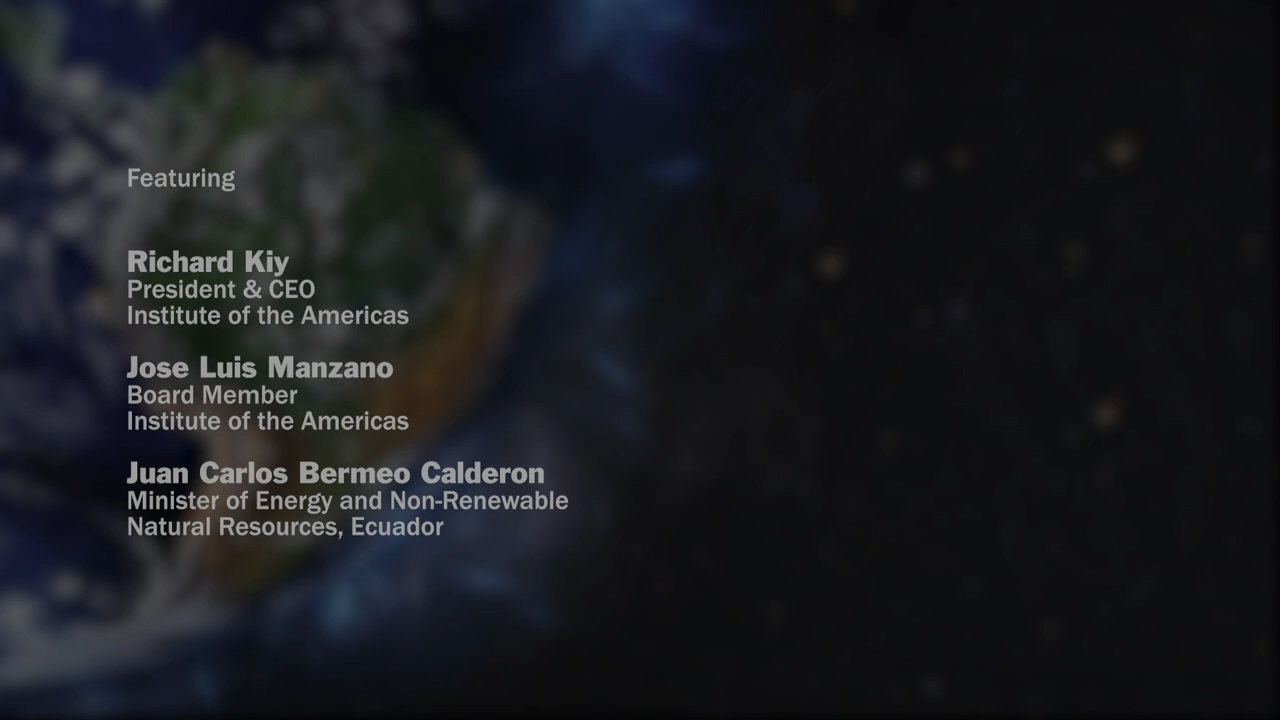 Featuring
Richard Kiy
President & CEO
Institute of the Americas
Jose Luis Manzano
Board Member
Institute of the Americas
Juan Carlos Bermeo Calderon
Minister of Energy and Non-Renewable
Natural Resources, Ecuador